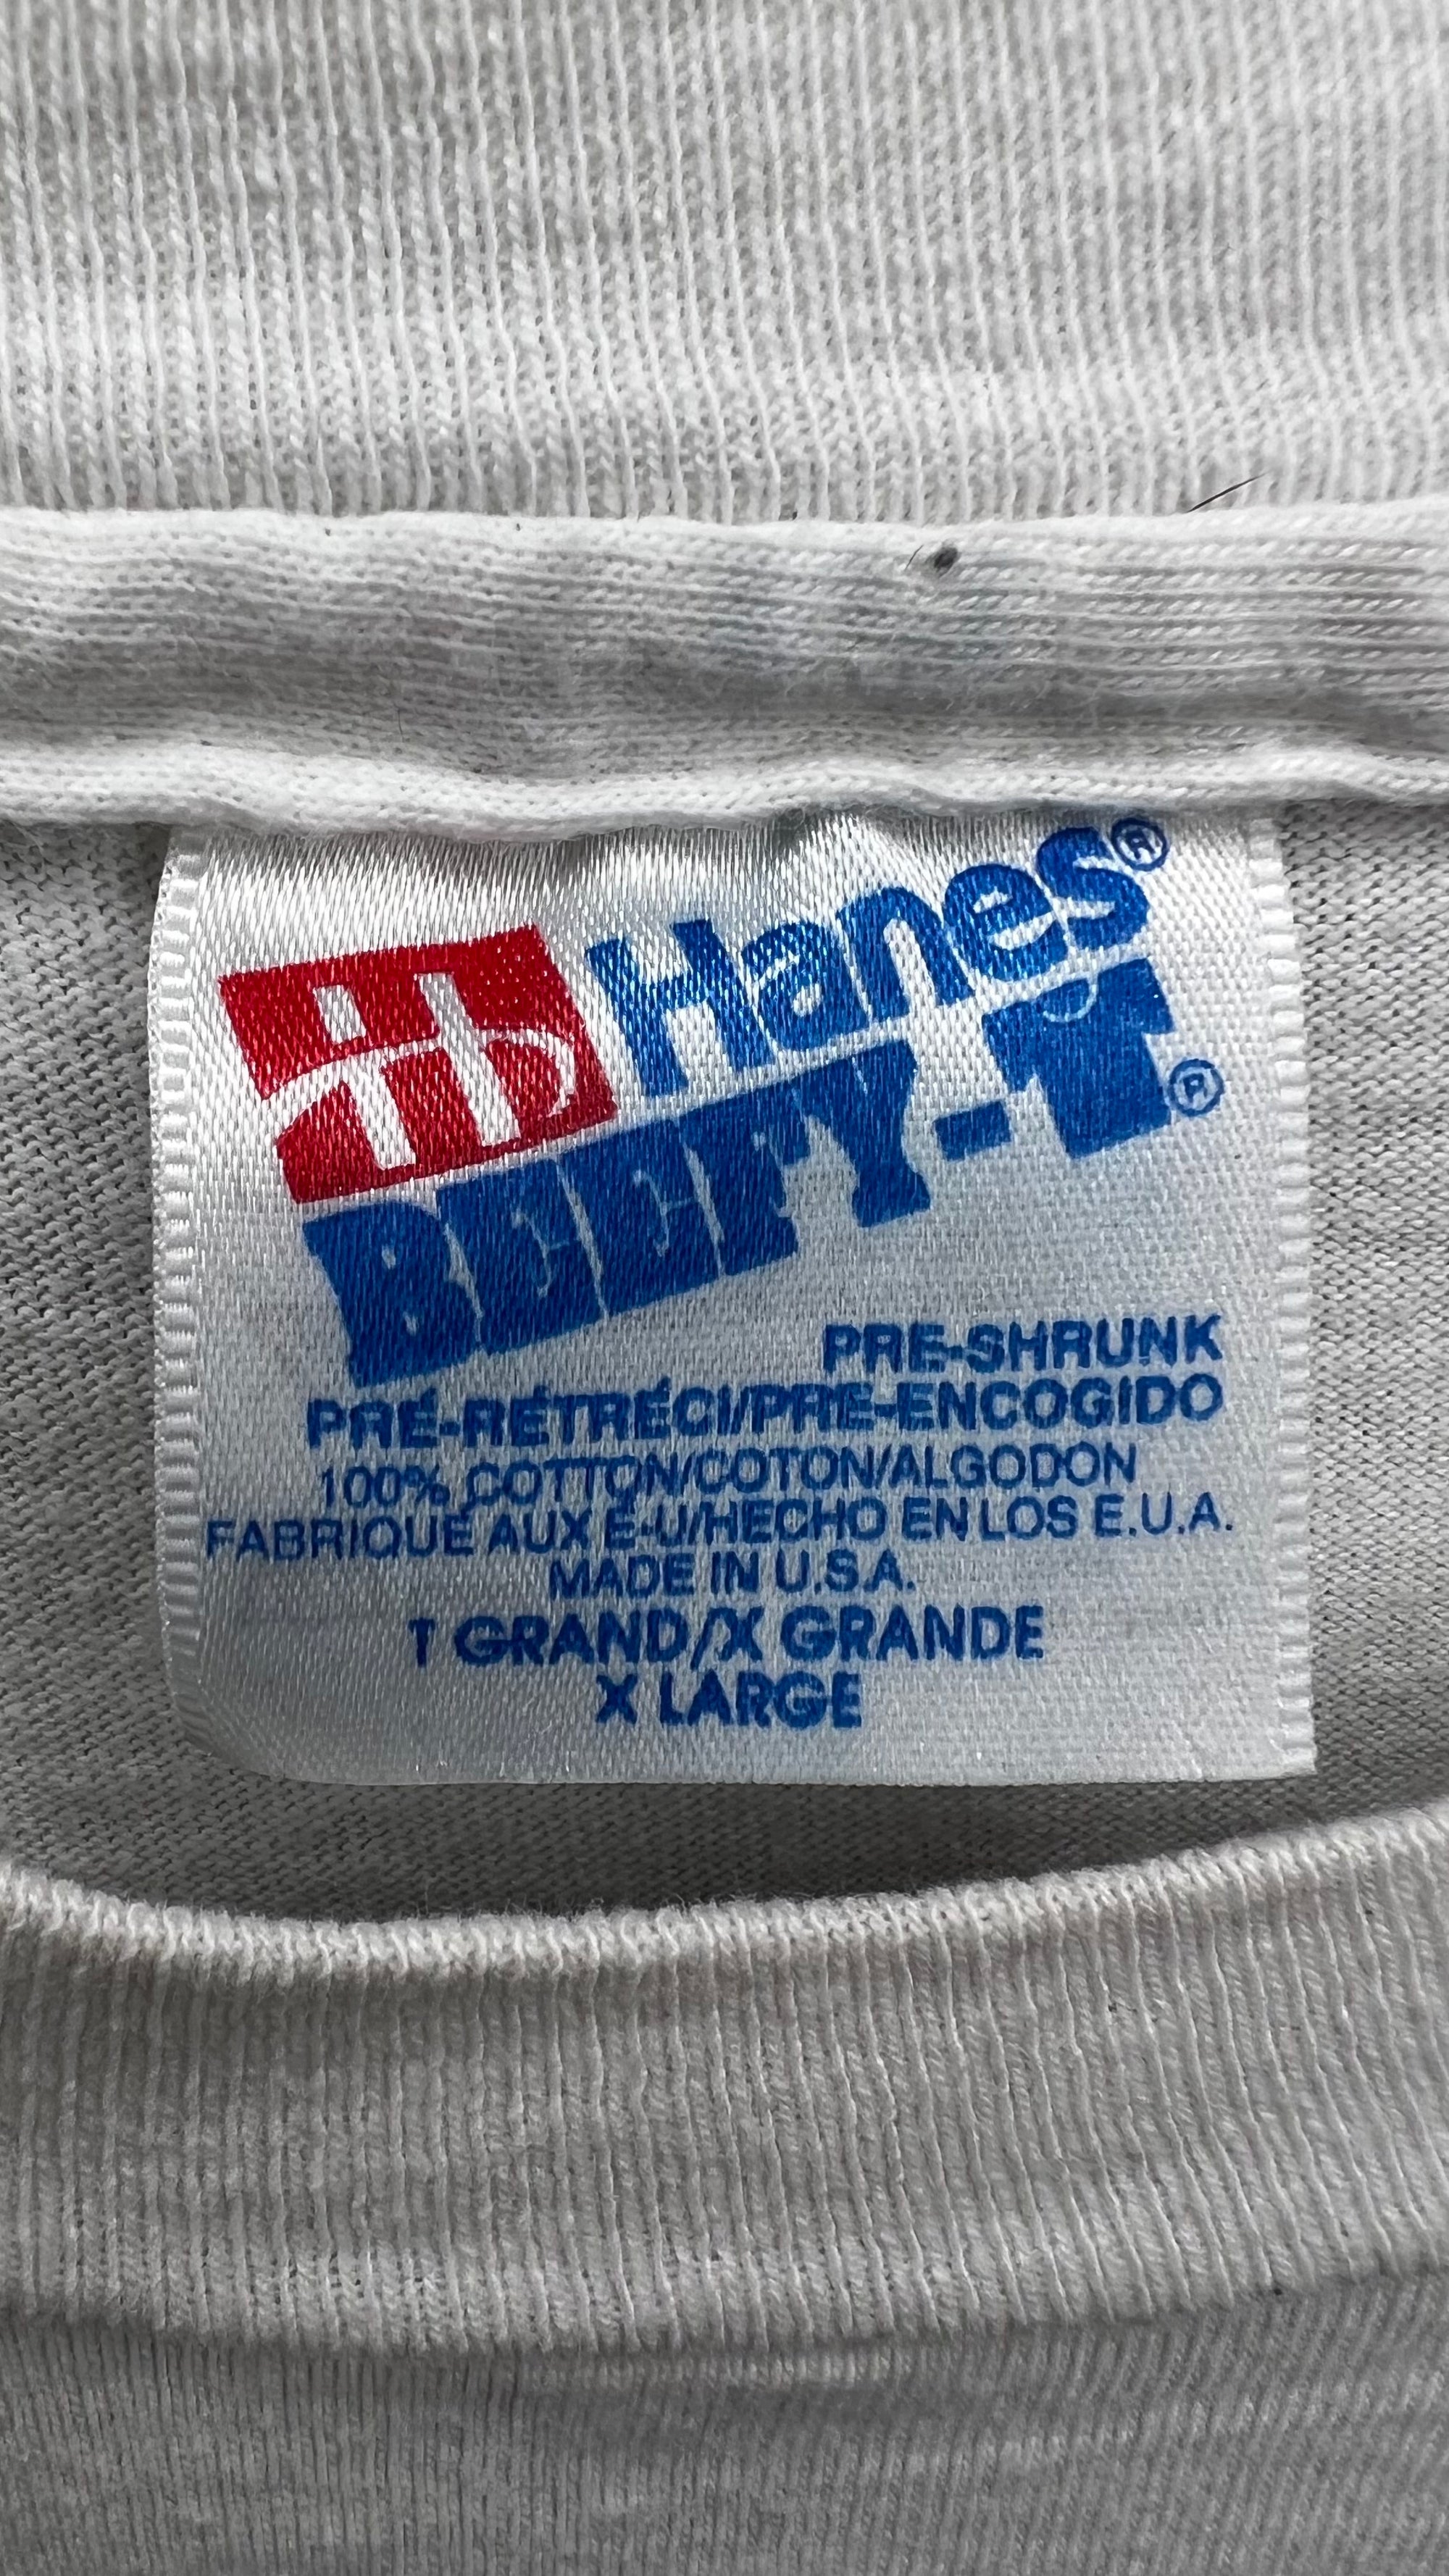 Hanes®
BEEFY-T®
PRE-SHRUNK
PRÉ-RÉTRÉCI/PRE-ENCOGIDO
100% COTTON/COTON/ALGODON
FABRIQUÉ AUX É-U/HECHO EN LOS E.U.A.
MADE IN U.S.A.
T GRAND/X GRANDE
X LARGE